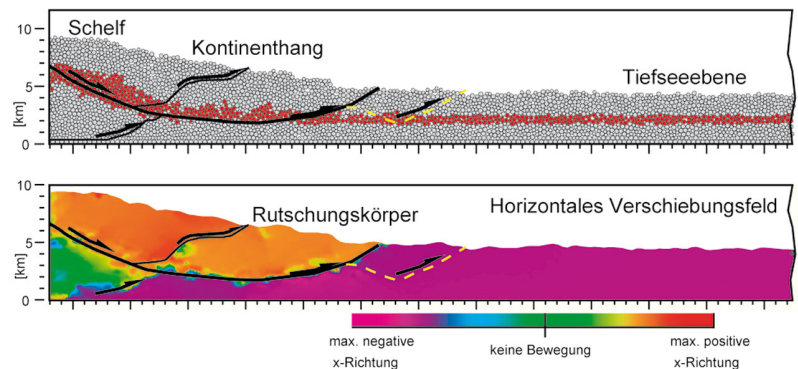 Schelf
Kontinenthang
Tiefseeebene
10
5
0
[km]
Rutschungskörper
Horizontales Verschiebungsfeld
10
5
0
[km]
max. negative
x-Richtung
keine Bewegung
max. positive
x-Richtung